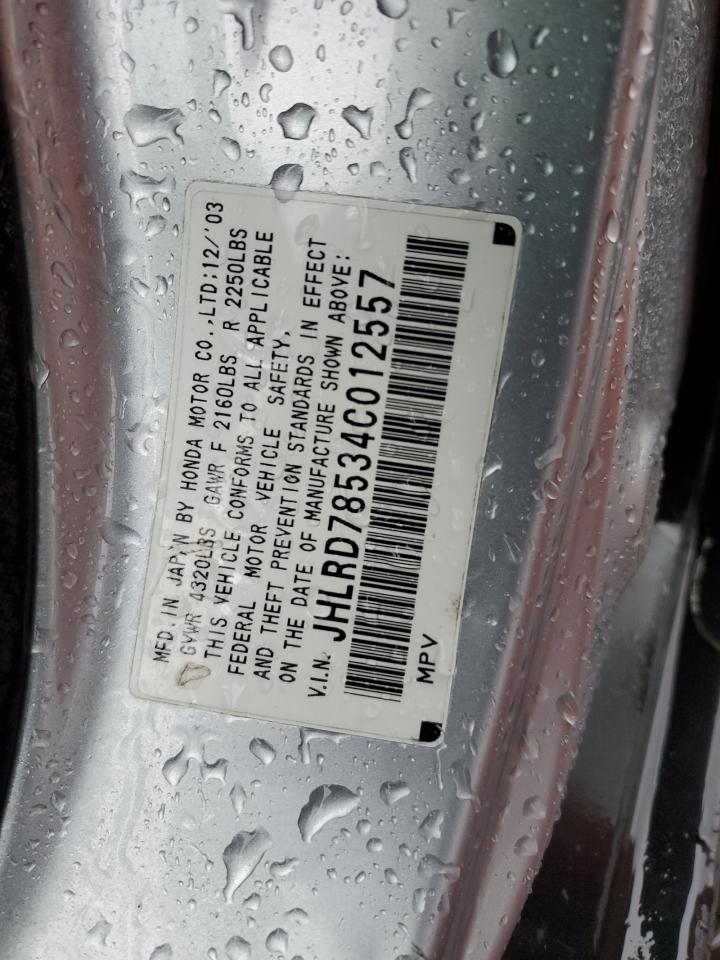 MFD. IN JAPAN BY HONDA MOTOR CO.,LTD:12/'03
GVWR 4320LBS GAWR F 2160LBS R 2250LBS
THIS VEHICLE CONFORMS TO ALL APPLICABLE
FEDERAL MOTOR VEHICLE SAFETY,
AND THEFT PREVENTION STANDARDS IN EFFECT
ON THE DATE OF MANUFACTURE SHOWN ABOVE:
V.I.N. JHLRD78534C012557
MPV